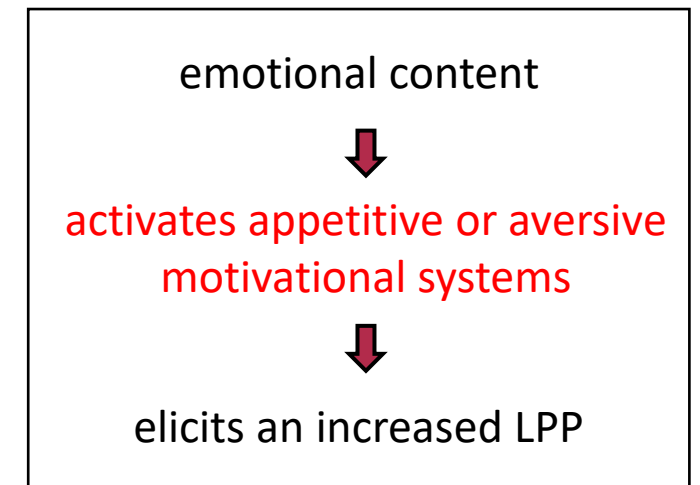 emotional content
activates appetitive or aversive
motivational systems
elicits an increased LPP